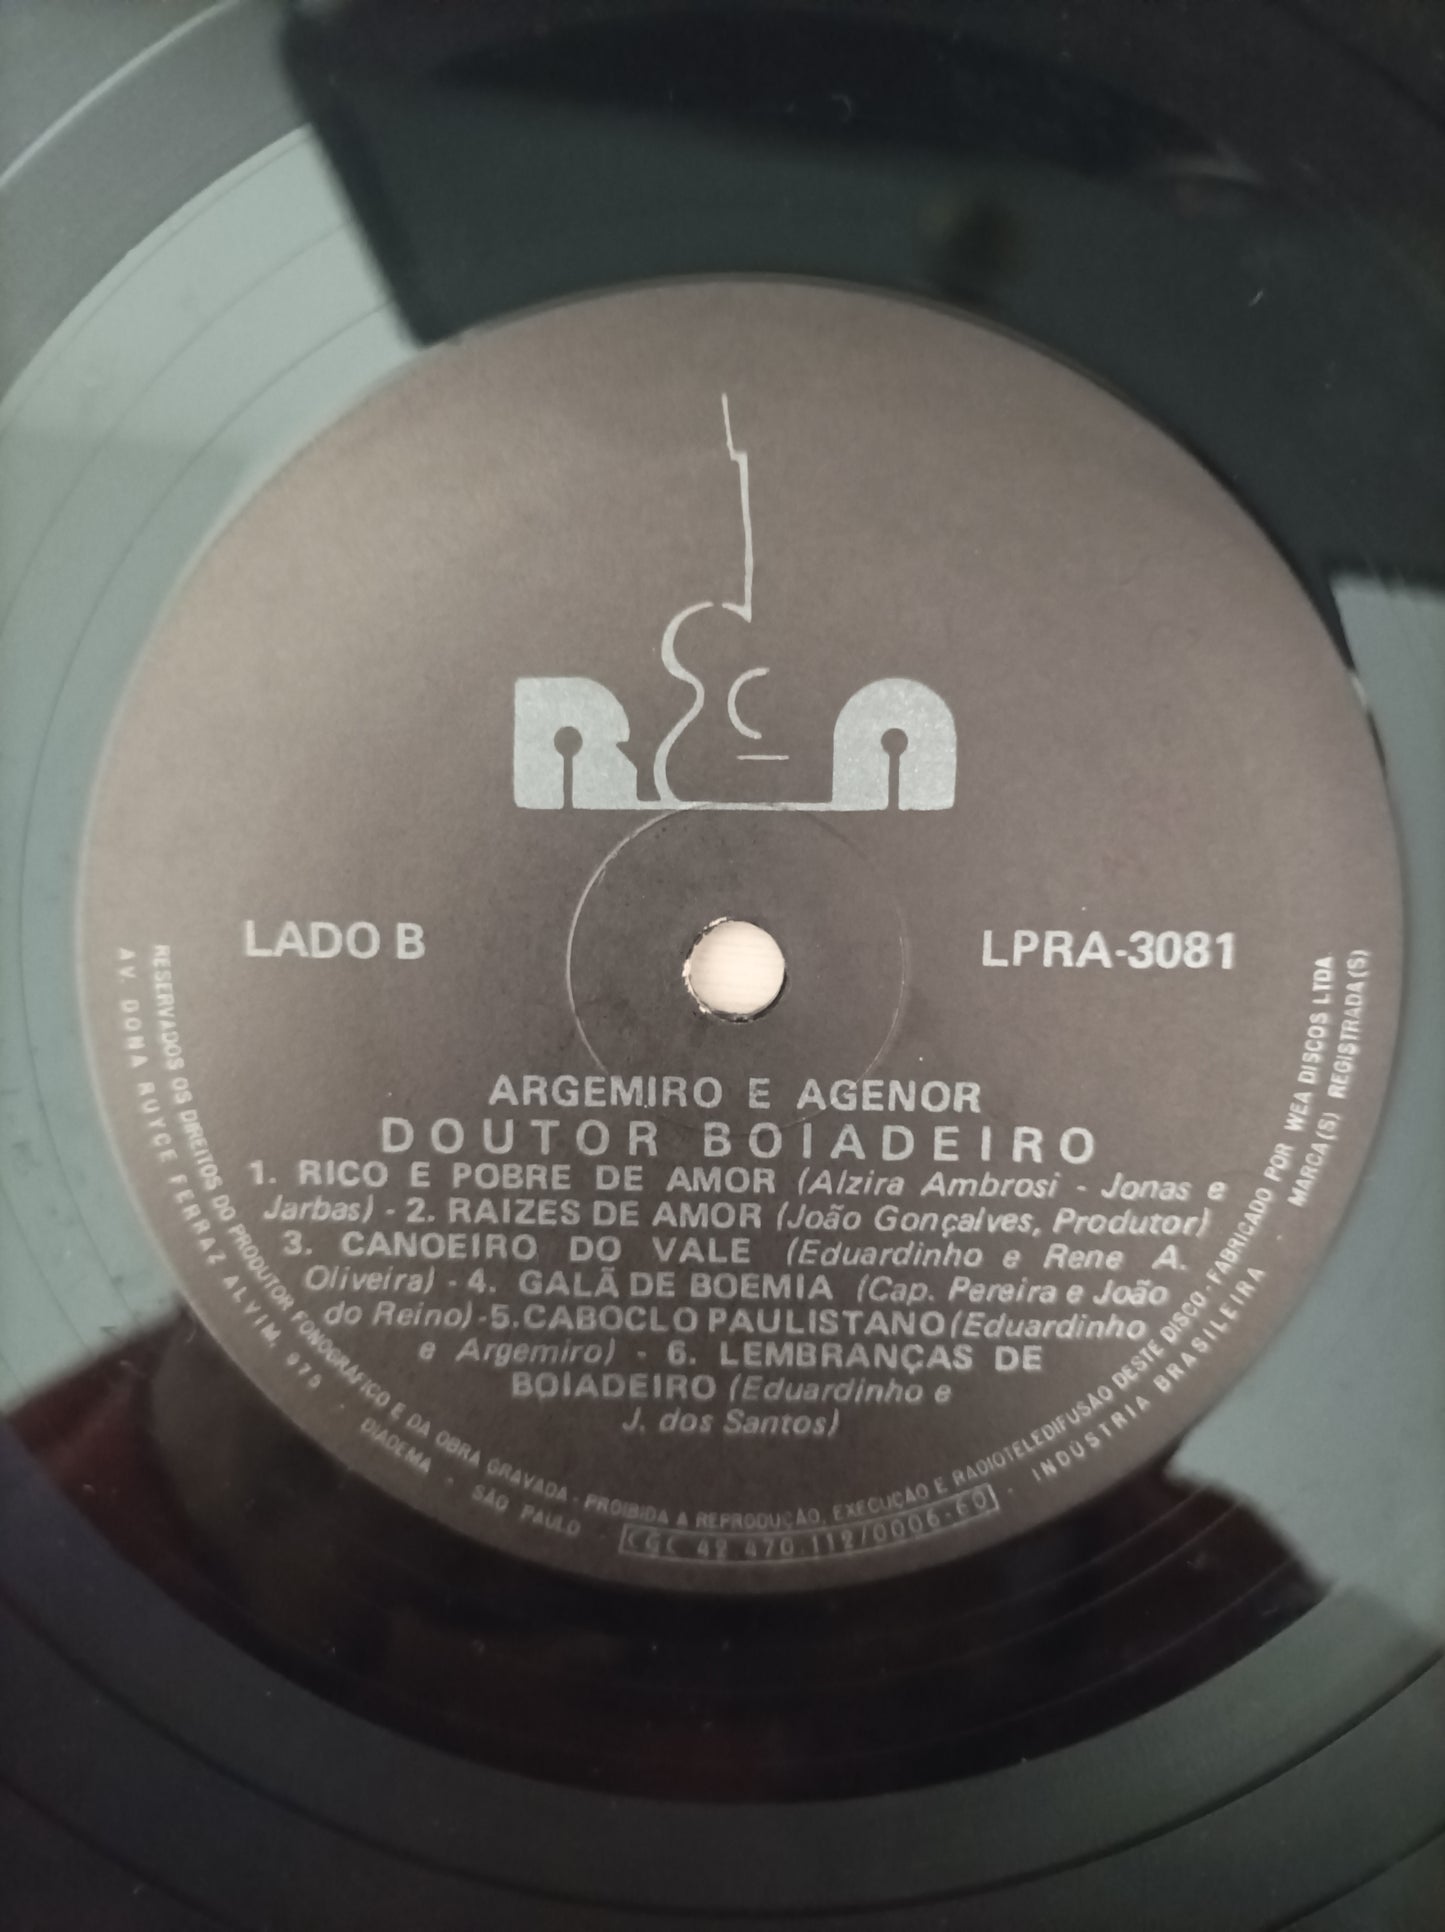 RA
LADO B
LPRA-3081
ARGEMIRO E AGENOR
DOUTOR BOIADEIRO
1. RICO E POBRE DE AMOR (Alzira Ambrosi - Jonas e
Jarbas) - 2. RAIZES DE AMOR (João Gonçalves, Produtor)
3. CANOEIRO DO VALE (Eduardinho e Rene A.
Oliveira) - 4. GALÃ DE BOEMIA (Cap. Pereira e João
do Reino) -5.CABOCLO PAULISTANO(Eduardinho
e Argemiro) - 6. LEMBRANÇAS DE
BOIADEIRO (Eduardinho e
J. dos Santos)
RESERVADOS OS DIREITOS DO PRODUTOR FONOGRÁFICO E DA OBRA GRAVADA - PROIBIDA A REPRODUÇÃO, EXECUÇÃO E RADIOTELEDIFUSÃO DESTE DISCO - FABRICADO POR WEA DISCOS LTDA
AV. DONA RUYCE FERRAZ ALVIM, 975 - DIADEMA - SÃO PAULO - CGC 42.470.112/0006-60 - INDÚSTRIA BRASILEIRA MARCA(S) REGISTRADA(S)